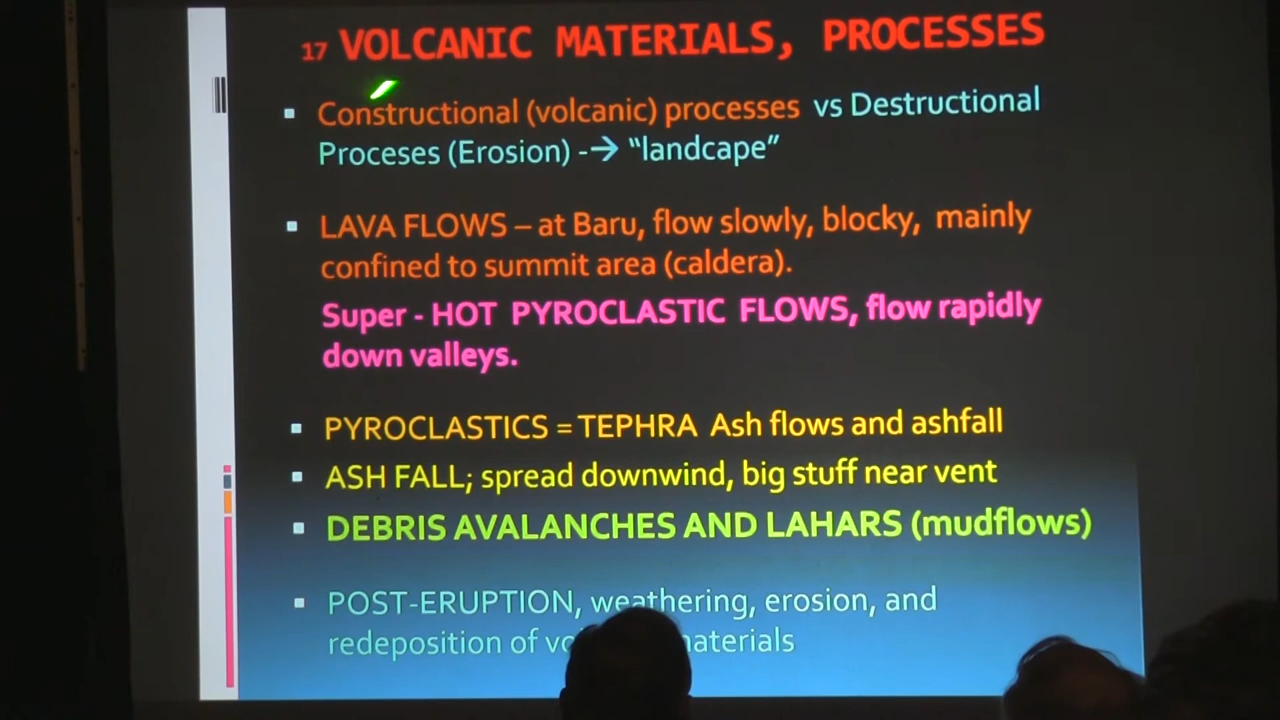 17 VOLCANIC MATERIALS, PROCESSES
Constructional (volcanic) processes vs Destructional
Proceses (Erosion) -→ “landcape”
LAVA FLOWS – at Baru, flow slowly, blocky, mainly
confined to summit area (caldera).
Super - HOT PYROCLASTIC FLOWS, flow rapidly
down valleys.
PYROCLASTICS = TEPHRA Ash flows and ashfall
ASH FALL; spread downwind, big stuff near vent
DEBRIS AVALANCHES AND LAHARS (mudflows)
POST-ERUPTION, weathering, erosion, and
redeposition of materials